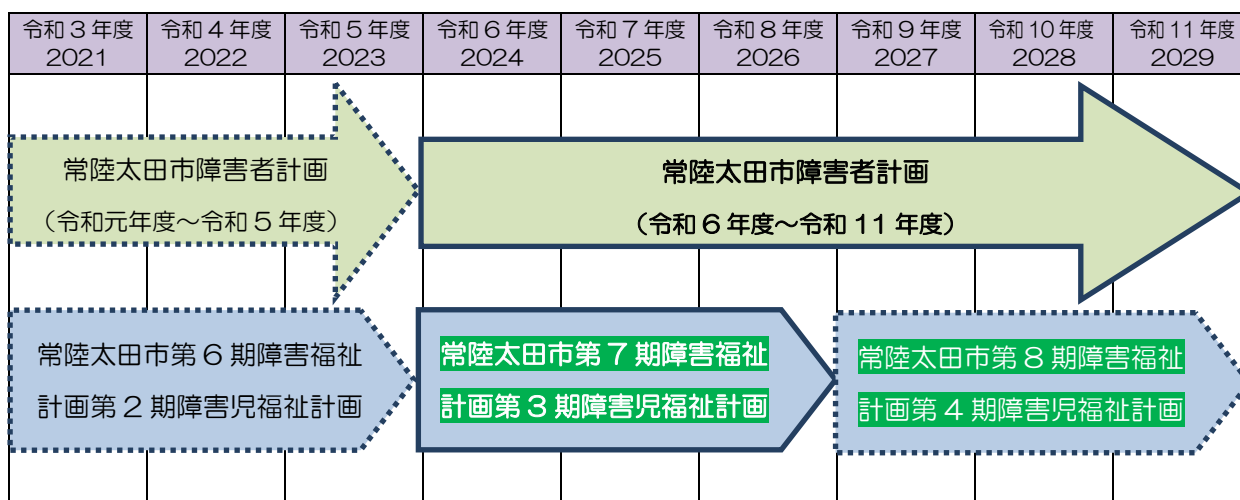 令和３年度 令和４年度 令和５年度 令和６年度 令和７年度 令和８年度 令和９年度 令和 10 年度 令和 11 年度
2021 2022 2023 2024 2025 2026 2027 2028 2029
常陸太田市障害者計画
（令和元年度～令和５年度）
常陸太田市障害者計画
（令和６年度～令和 11 年度）
常陸太田市第６期障害福祉
計画第２期障害児福祉計画
常陸太田市第７期障害福祉
計画第３期障害児福祉計画
常陸太田市第８期障害福祉
計画第４期障害児福祉計画